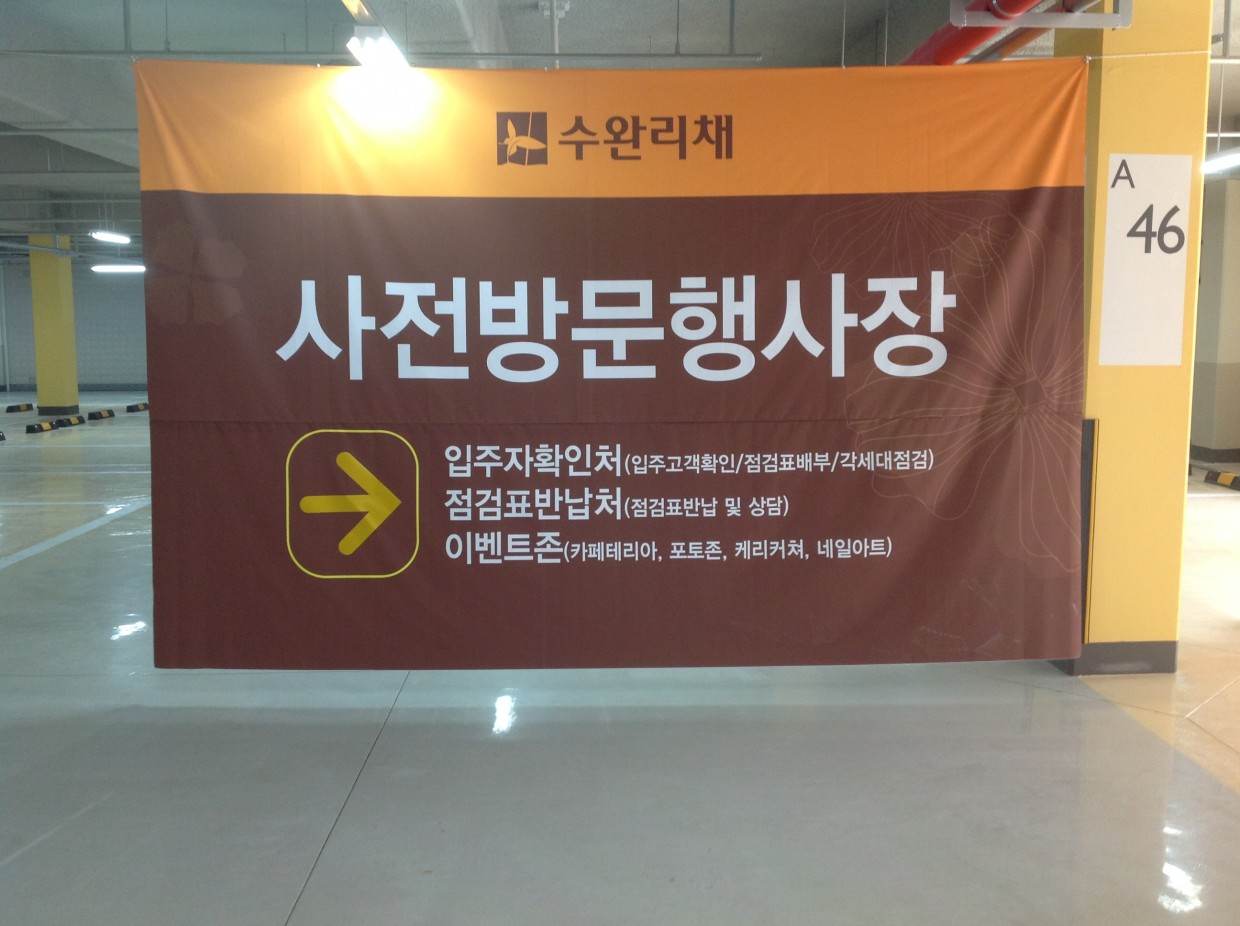 수완리채
사전방문행사장
입주자확인처(입주고객확인/점검표배부/각세대점검)
점검표반납처(점검표반납 및 상담)
이벤트존(카페테리아, 포토존, 케리커쳐, 네일아트)
A
46